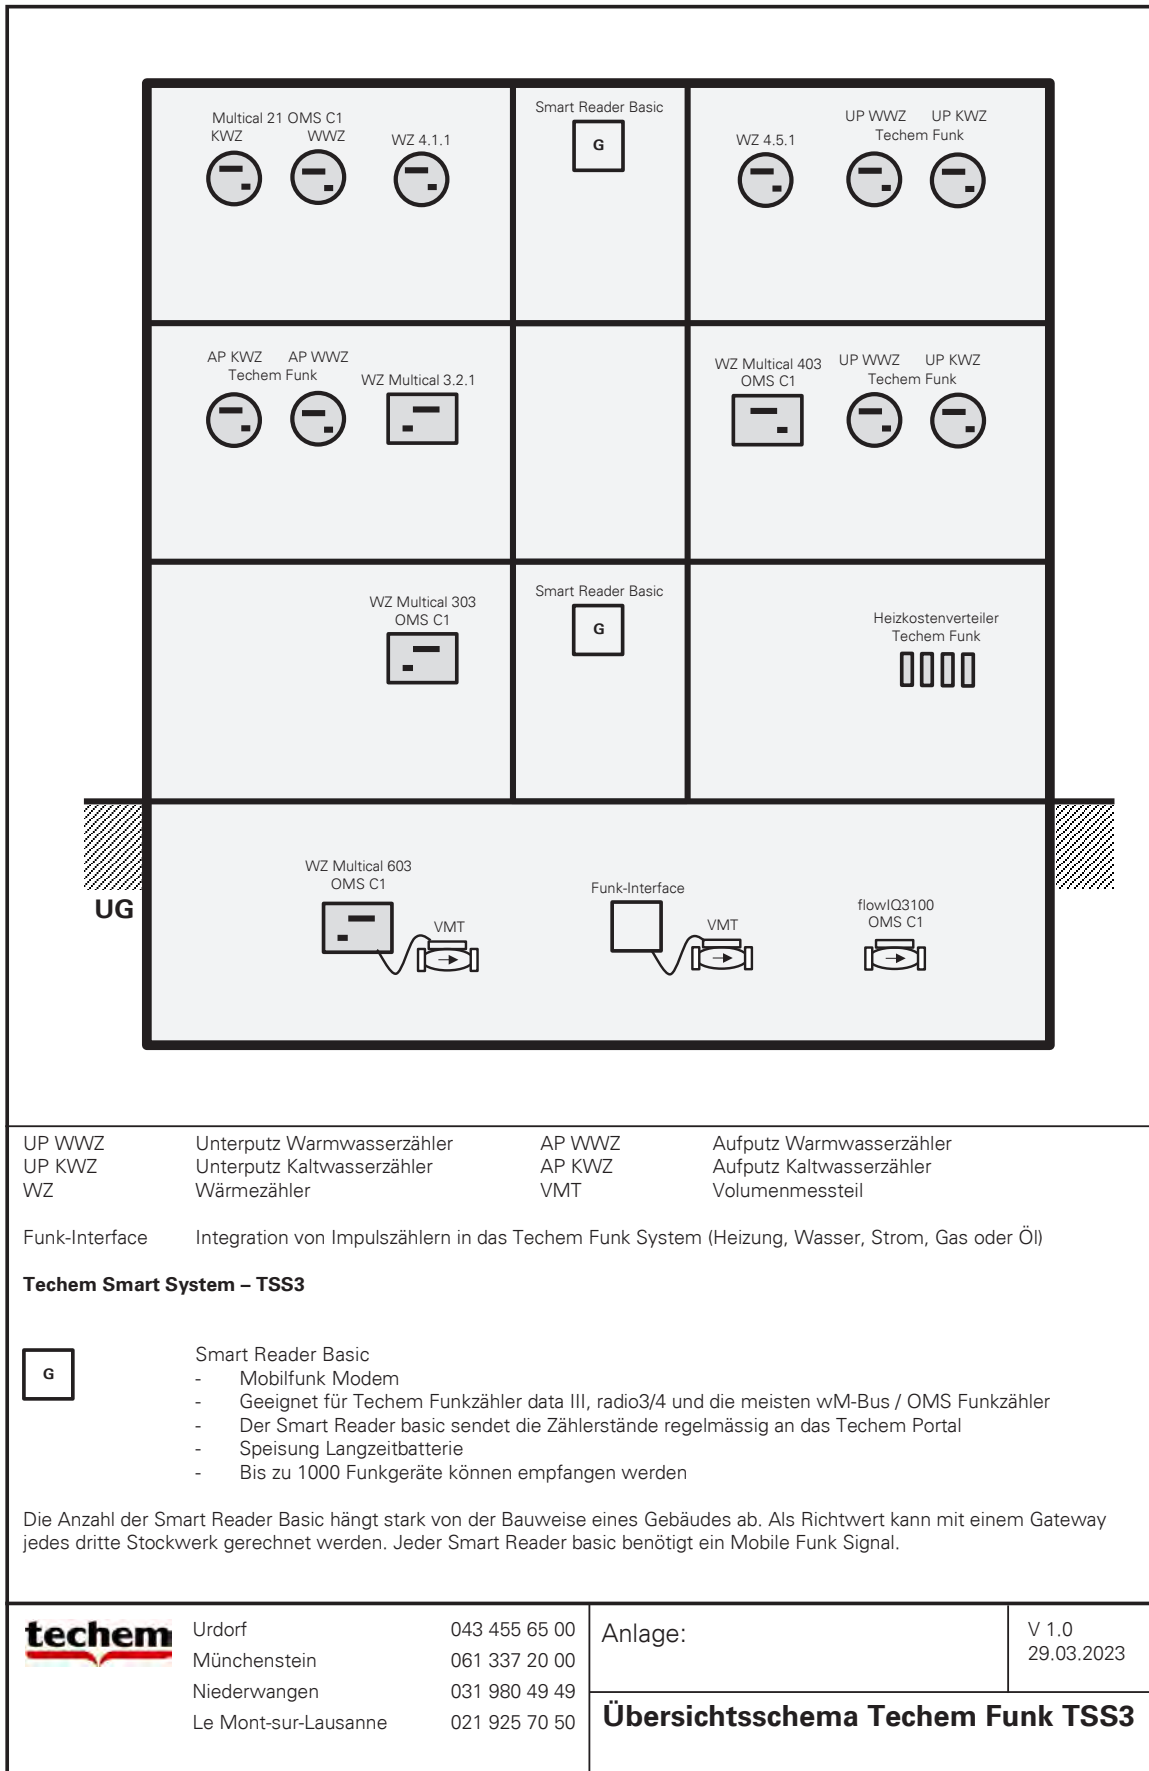 Multical 21 OMS C1
KWZ WWZ
WZ 4.1.1
Smart Reader Basic
G
WZ 4.5.1
UP WWZ UP KWZ
Techem Funk
AP KWZ AP WWZ
Techem Funk
WZ Multical 3.2.1
WZ Multical 403
OMS C1
UP WWZ UP KWZ
Techem Funk
WZ Multical 303
OMS C1
Smart Reader Basic
G
Heizkostenverteiler
Techem Funk
UG
WZ Multical 603
OMS C1
VMT
Funk-Interface
VMT
flowIQ3100
OMS C1
UP WWZ Unterputz Warmwasserzähler AP WWZ Aufputz Warmwasserzähler
UP KWZ Unterputz Kaltwasserzähler AP KWZ Aufputz Kaltwasserzähler
WZ Wärmezähler VMT Volumenmessteil
Funk-Interface Integration von Impulszählern in das Techem Funk System (Heizung, Wasser, Strom, Gas oder Öl)
Techem Smart System – TSS3
G
Smart Reader Basic
- Mobilfunk Modem
- Geeignet für Techem Funkzähler data III, radio3/4 und die meisten wM-Bus / OMS Funkzähler
- Der Smart Reader basic sendet die Zählerstände regelmässig an das Techem Portal
- Speisung Langzeitbatterie
- Bis zu 1000 Funkgeräte können empfangen werden
Die Anzahl der Smart Reader Basic hängt stark von der Bauweise eines Gebäudes ab. Als Richtwert kann mit einem Gateway
jedes dritte Stockwerk gerechnet werden. Jeder Smart Reader basic benötigt ein Mobile Funk Signal.
techem
Urdorf 043 455 65 00
Münchenstein 061 337 20 00
Niederwangen 031 980 49 49
Le Mont-sur-Lausanne 021 925 70 50
Anlage:
V 1.0
29.03.2023
Übersichtsschema Techem Funk TSS3